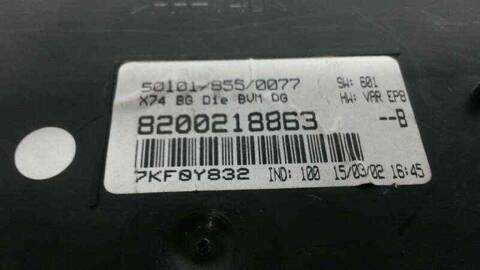 50101/855/0077 SW: 601
X74 BG Die BVM DG HW: VAR EPB
8200218863 --B
7KF0Y832 IND: 100 15/03/02 16:45